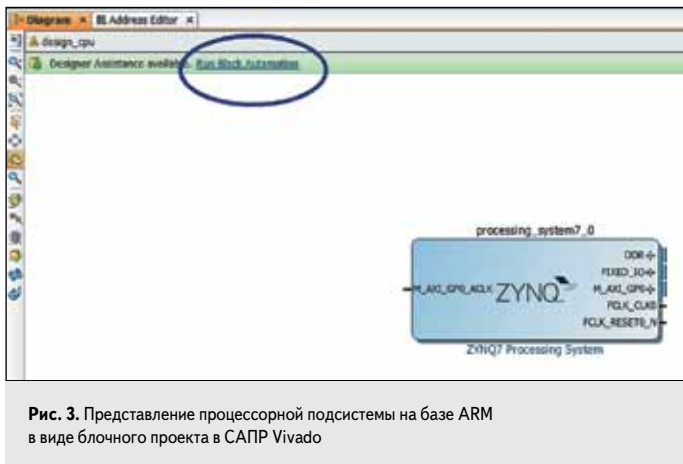 Diagram
Address Editor
design_cpu
Designer Assistance available. Run Block Automation
processing_system7_0
DDR
FIXED_IO
M_AXI_GP0_ACLK
ZYNQ
M_AXI_GP0
FCLK_CLK0
FCLK_RESET0_N
ZYNQ7 Processing System
Рис. 3. Представление процессорной подсистемы на базе ARM
в виде блочного проекта в САПР Vivado